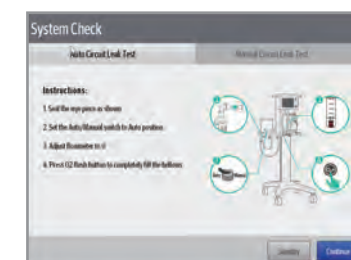 System Check
Auto Circuit Leak Test
Manual Circuit Leak Test
Instructions:
1. Seal the wye piece as shown
2. Set the Auto/Manual switch to Auto position
3. Adjust flowmeter to 0
4. Press O2 flush button to completely fill the bellows
Standby
Continue